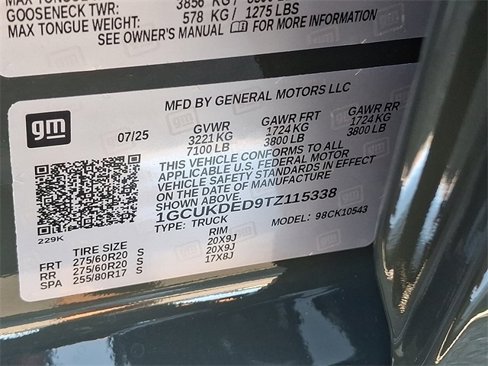 MAX TONGUE
3856 KG /
GOOSENECK TWR:
578 KG / 1275 LBS
MAX TONGUE WEIGHT:
SEE OWNER'S MANUAL FOR MORE INFORMATION
MFD BY GENERAL MOTORS LLC
gm
07/25
GVWR GAWR FRT GAWR RR
3221 KG 1724 KG 1724 KG
7100 LB 3800 LB 3800 LB
THIS VEHICLE CONFORMS TO ALL
APPLICABLE U.S. FEDERAL MOTOR
VEHICLE SAFETY STANDARDS IN EFFECT
ON THE DATE OF MANUFACTURE
SHOWN ABOVE.
1GCUKDED9TZ115338
TYPE: TRUCK MODEL: 98CK10543
229K
TIRE SIZE RIM
FRT 275/60R20 S 20X9J
RR 275/60R20 S 20X9J
SPA 255/80R17 S 17X8J